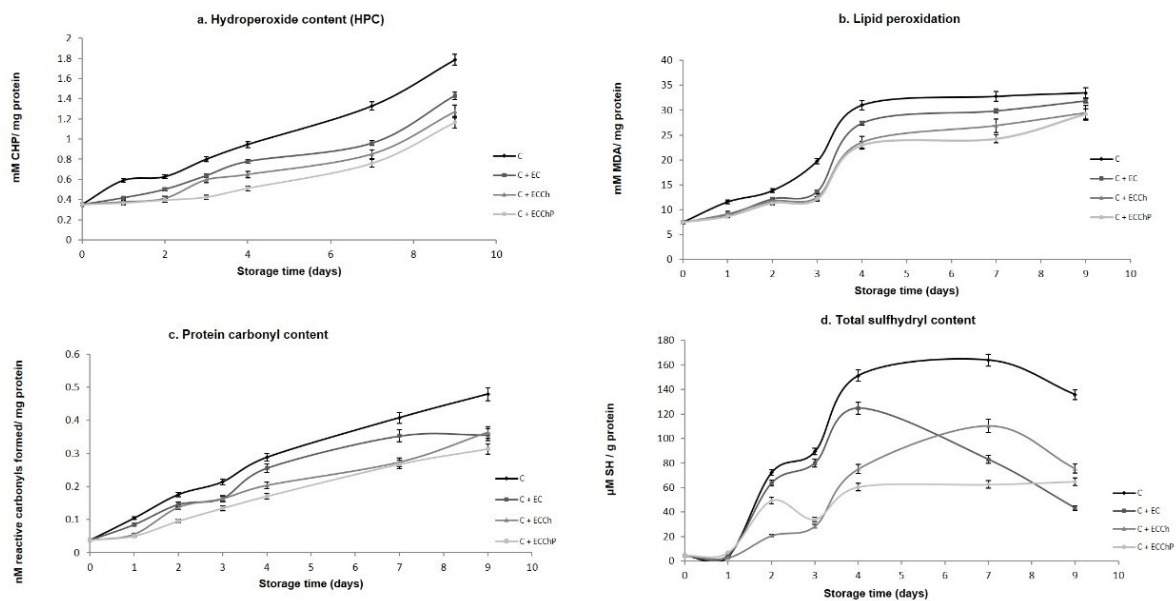 a. Hydroperoxide content (HPC)
mM CHP/ mg protein
2
1.8
1.6
1.4
1.2
1
0.8
0.6
0.4
0.2
0
0 2 4 6 8 10
Storage time (days)
C
C + EC
C + ECCh
C + ECChP
b. Lipid peroxidation
mM MDA/ mg protein
40
35
30
25
20
15
10
5
0
0 1 2 3 4 5 6 7 8 9 10
Storage time (days)
C
C + EC
C + ECCh
C + ECChP
c. Protein carbonyl content
nM reactive carbonyls formed/ mg protein
0.6
0.5
0.4
0.3
0.2
0.1
0
0 1 2 3 4 5 6 7 8 9 10
Storage time (days)
C
C + EC
C + ECCh
C + ECChP
d. Total sulfhydryl content
µM SH / g protein
180
160
140
120
100
80
60
40
20
0
0 1 2 3 4 5 6 7 8 9 10
Storage time (days)
C
C + EC
C + ECCh
C + ECChP